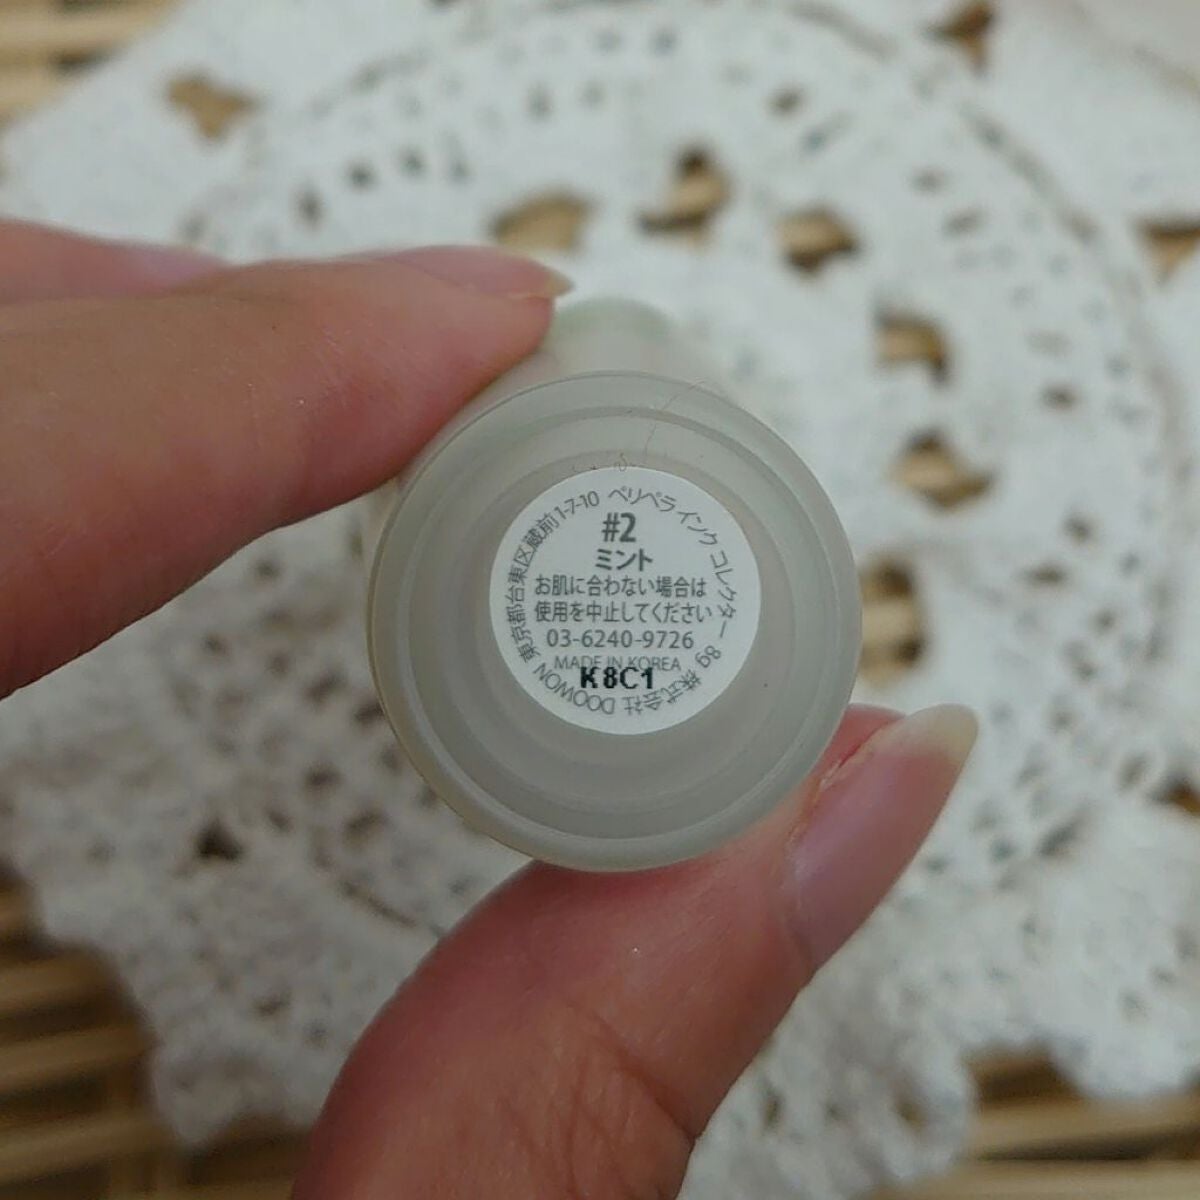 ペリペラ インク コレクター 8g 株式会社 DOOWON 東京都台東区蔵前1-7-10
#2
ミント
お肌に合わない場合は
使用を中止してください
03-6240-9726
MADE IN KOREA
K8C1